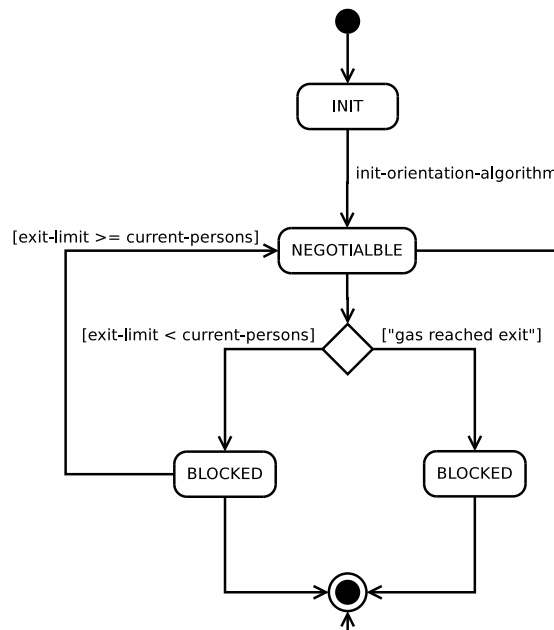 INIT
init-orientation-algorithm
[exit-limit >= current-persons]
NEGOTIALBLE
[exit-limit < current-persons]
["gas reached exit"]
BLOCKED
BLOCKED